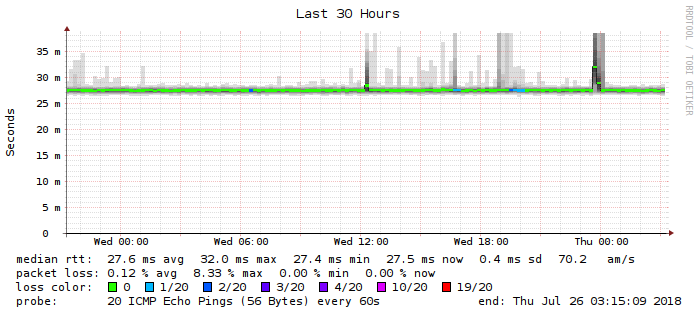 Last 30 Hours
RRDTOOL / TOBI OETIKER
Seconds
35 m
30 m
25 m
20 m
15 m
10 m
5 m
0
Wed 00:00 Wed 06:00 Wed 12:00 Wed 18:00 Thu 00:00
median rtt: 27.6 ms avg 32.0 ms max 27.4 ms min 27.5 ms now 0.4 ms sd 70.2 am/s
packet loss: 0.12 % avg 8.33 % max 0.00 % min 0.00 % now
loss color: 0 1/20 2/20 3/20 4/20 10/20 19/20
probe: 20 ICMP Echo Pings (56 Bytes) every 60s end: Thu Jul 26 03:15:09 2018